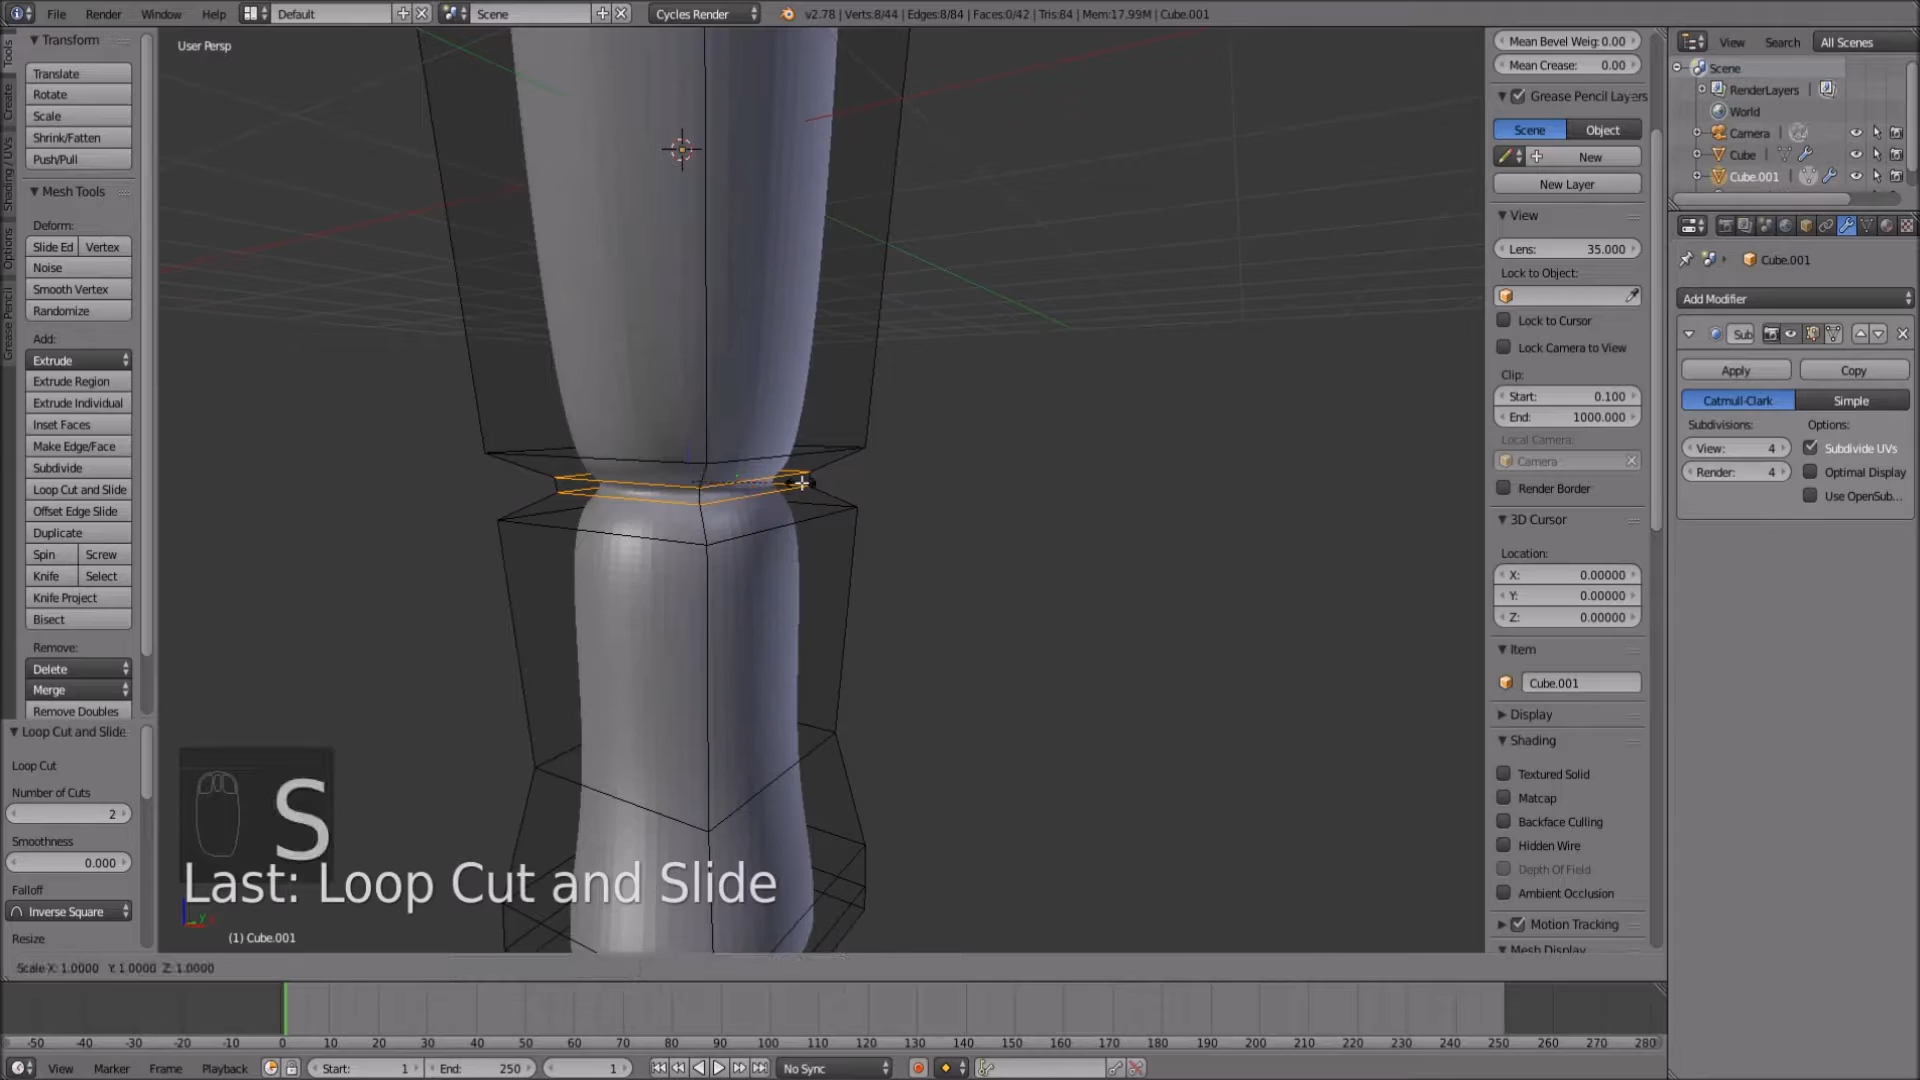 File Render Window Help Default Scene Cycles Render v2.78 | Verts:8/44 | Edges:8/84 | Faces:0/42 | Tris:84 | Mem:17.99M | Cube.001
Tools
Create
Shading / UVs
Options
Grease Pencil
Transform
Translate
Rotate
Scale
Shrink/Fatten
Push/Pull
Mesh Tools
Deform:
Slide Ed Vertex
Noise
Smooth Vertex
Randomize
Add:
Extrude
Extrude Region
Extrude Individual
Inset Faces
Make Edge/Face
Subdivide
Loop Cut and Slide
Offset Edge Slide
Duplicate
Spin Screw
Knife Select
Knife Project
Bisect
Remove:
Delete
Merge
Remove Doubles
Loop Cut and Slide
Loop Cut
Number of Cuts
2
Smoothness
0.000
Falloff
Inverse Square
Resize
User Persp
S
Last: Loop Cut and Slide
(1) Cube.001
Scale X: 1.0000 Y: 1.0000 Z: 1.0000
Mean Bevel Weig: 0.00
Mean Crease: 0.00
Grease Pencil Layers
Scene Object
New
New Layer
View
Lens: 35.000
Lock to Object:
Lock to Cursor
Lock Camera to View
Clip:
Start: 0.100
End: 1000.000
Local Camera:
Camera
Render Border
3D Cursor
Location:
X: 0.00000
Y: 0.00000
Z: 0.00000
Item
Cube.001
Display
Shading
Textured Solid
Matcap
Backface Culling
Hidden Wire
Depth Of Field
Ambient Occlusion
Motion Tracking
Mesh Display
View Search All Scenes
Scene
RenderLayers
World
Camera
Cube
Cube.001
Cube.001
Add Modifier
Sub
Apply Copy
Catmull-Clark Simple
Subdivisions: Options:
View: 4 Subdivide UVs
Render: 4 Optimal Display
Use OpenSub...
-50 -40 -30 -20 -10 0 10 20 30 40 50 60 70 80 90 100 110 120 130 140 150 160 170 180 190 200 210 220 230 240 250 260 270 280
View Marker Frame Playback Start: 1 End: 250 1 No Sync